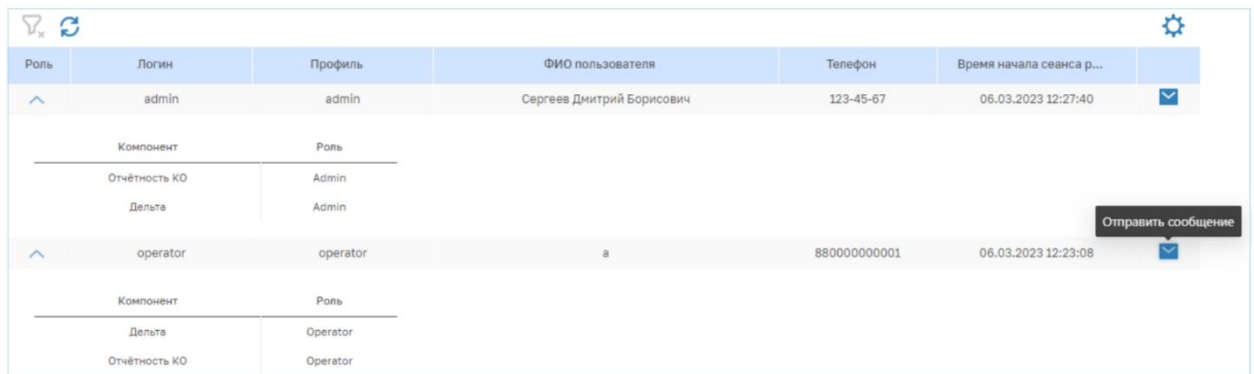 Роль Логин Профиль ФИО пользователя Телефон Время начала сеанса р...
admin admin Сергеев Дмитрий Борисович 123-45-67 06.03.2023 12:27:40
Компонент Роль
Отчётность КО Admin
Дельта Admin
Отправить сообщение
operator operator а 880000000001 06.03.2023 12:23:08
Компонент Роль
Дельта Operator
Отчётность КО Operator